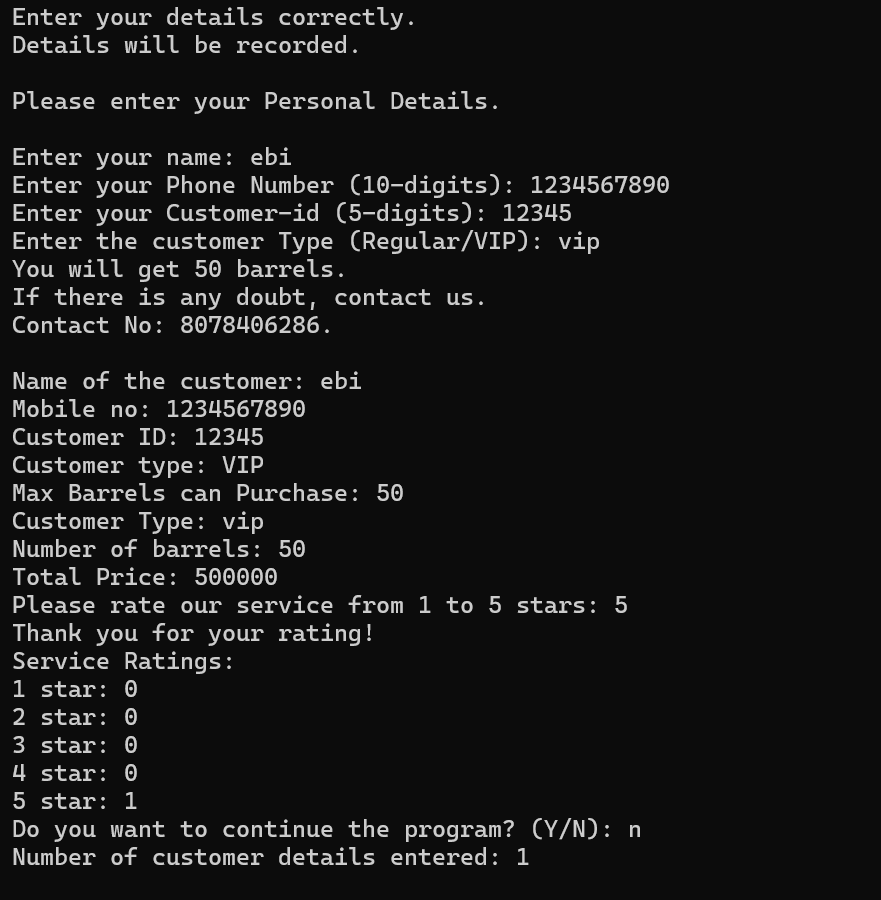 Enter your details correctly.
Details will be recorded.
Please enter your Personal Details.
Enter your name: ebi
Enter your Phone Number (10-digits): 1234567890
Enter your Customer-id (5-digits): 12345
Enter the customer Type (Regular/VIP): vip
You will get 50 barrels.
If there is any doubt, contact us.
Contact No: 8078406286.
Name of the customer: ebi
Mobile no: 1234567890
Customer ID: 12345
Customer type: VIP
Max Barrels can Purchase: 50
Customer Type: vip
Number of barrels: 50
Total Price: 500000
Please rate our service from 1 to 5 stars: 5
Thank you for your rating!
Service Ratings:
1 star: 0
2 star: 0
3 star: 0
4 star: 0
5 star: 1
Do you want to continue the program? (Y/N): n
Number of customer details entered: 1